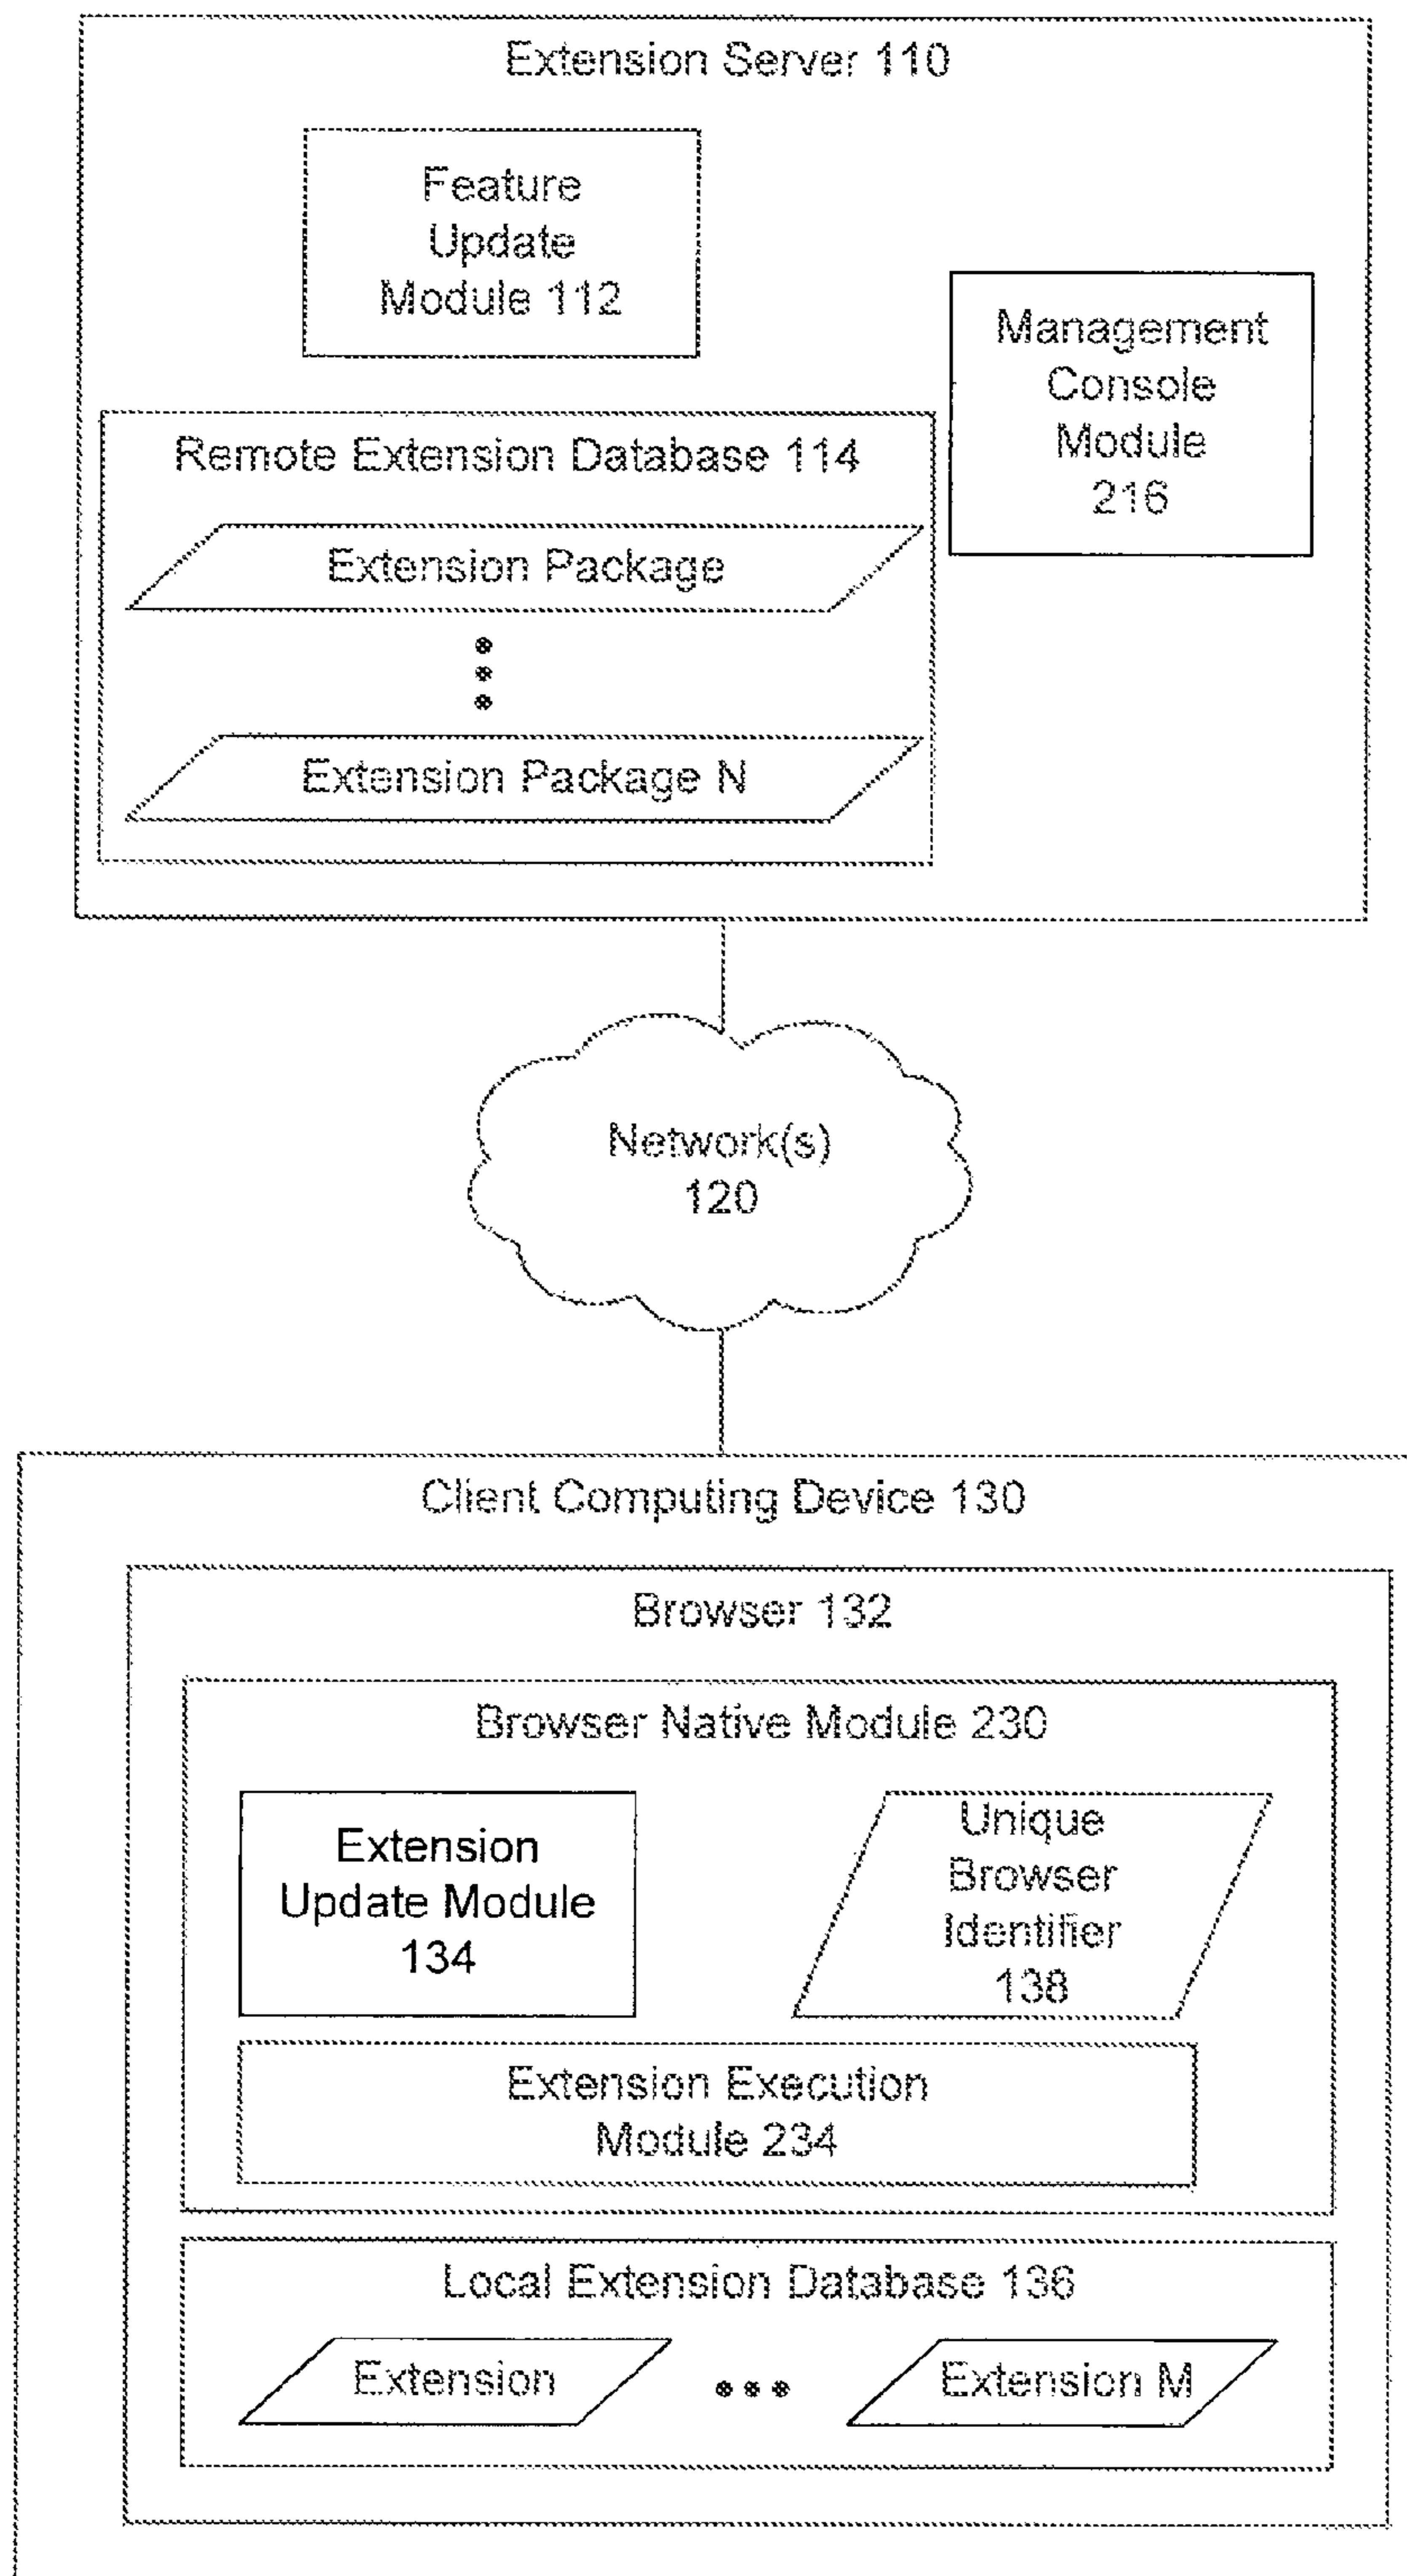 Extension Server 110
Feature
Update
Module 112
Management
Console
Module
216
Remote Extension Database 114
Extension Package
Extension Package N
Network(s)
120
Client Computing Device 130
Browser 132
Browser Native Module 230
Extension
Update Module
134
Unique
Browser
Identifier
138
Extension Execution
Module 234
Local Extension Database 136
Extension
Extension M